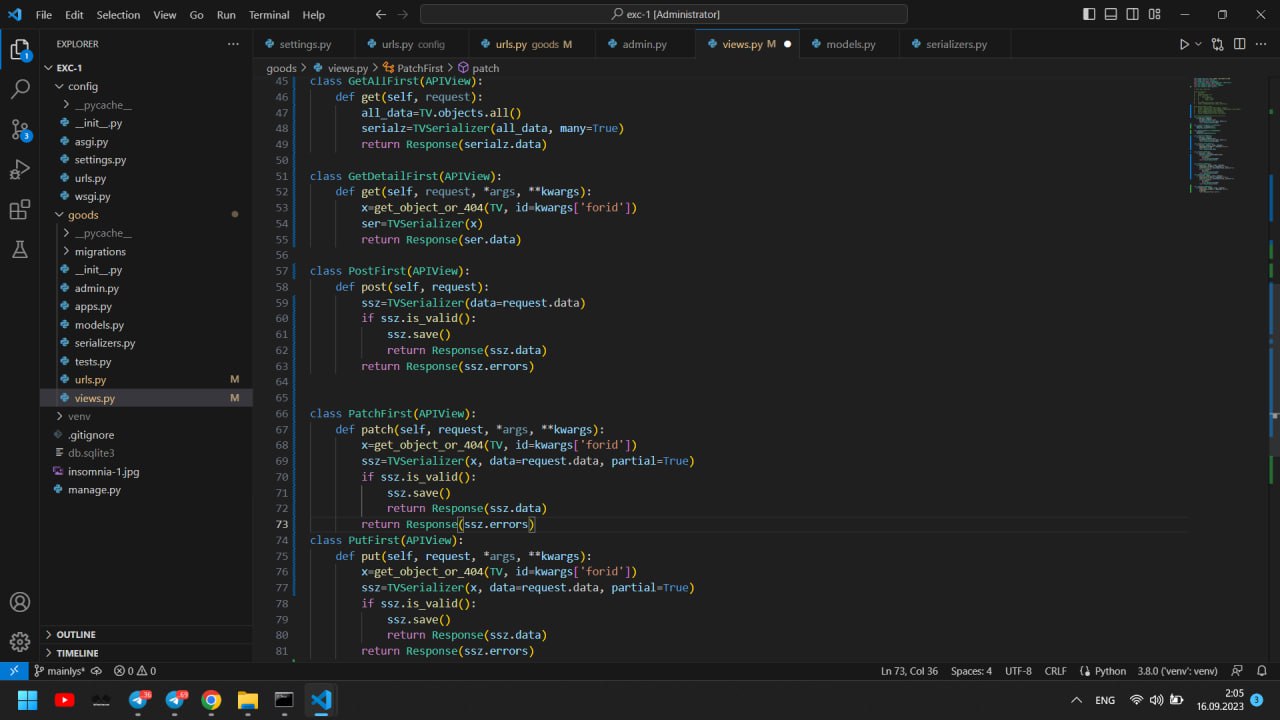 File Edit Selection View Go Run Terminal Help
exc-1 [Administrator]
EXPLORER
settings.py
urls.py config
urls.py goods M
admin.py
views.py M
models.py
serializers.py
EXC-1
config
__pycache__
__init__.py
asgi.py
settings.py
urls.py
wsgi.py
goods
__pycache__
migrations
__init__.py
admin.py
apps.py
models.py
serializers.py
tests.py
urls.py M
views.py M
venv
.gitignore
db.sqlite3
insomnia-1.jpg
manage.py
OUTLINE
TIMELINE
goods > views.py > PatchFirst > patch
45 class GetAllFirst(APIView):
46     def get(self, request):
47         all_data=TV.objects.all()
48         serialz=TVSerializer(all_data, many=True)
49         return Response(serialz.data)
50
51 class GetDetailFirst(APIView):
52     def get(self, request, *args, **kwargs):
53         x=get_object_or_404(TV, id=kwargs['forid'])
54         ser=TVSerializer(x)
55         return Response(ser.data)
56
57 class PostFirst(APIView):
58     def post(self, request):
59         ssz=TVSerializer(data=request.data)
60         if ssz.is_valid():
61             ssz.save()
62             return Response(ssz.data)
63         return Response(ssz.errors)
64
65
66 class PatchFirst(APIView):
67     def patch(self, request, *args, **kwargs):
68         x=get_object_or_404(TV, id=kwargs['forid'])
69         ssz=TVSerializer(x, data=request.data, partial=True)
70         if ssz.is_valid():
71             ssz.save()
72             return Response(ssz.data)
73         return Response(ssz.errors)
74 class PutFirst(APIView):
75     def put(self, request, *args, **kwargs):
76         x=get_object_or_404(TV, id=kwargs['forid'])
77         ssz=TVSerializer(x, data=request.data, partial=True)
78         if ssz.is_valid():
79             ssz.save()
80             return Response(ssz.data)
81         return Response(ssz.errors)
1
3
mainlys* 0 0
Ln 73, Col 36 Spaces: 4 UTF-8 CRLF Python 3.8.0 ('venv': venv)
36
69
ENG
2:05
16.09.2023
3